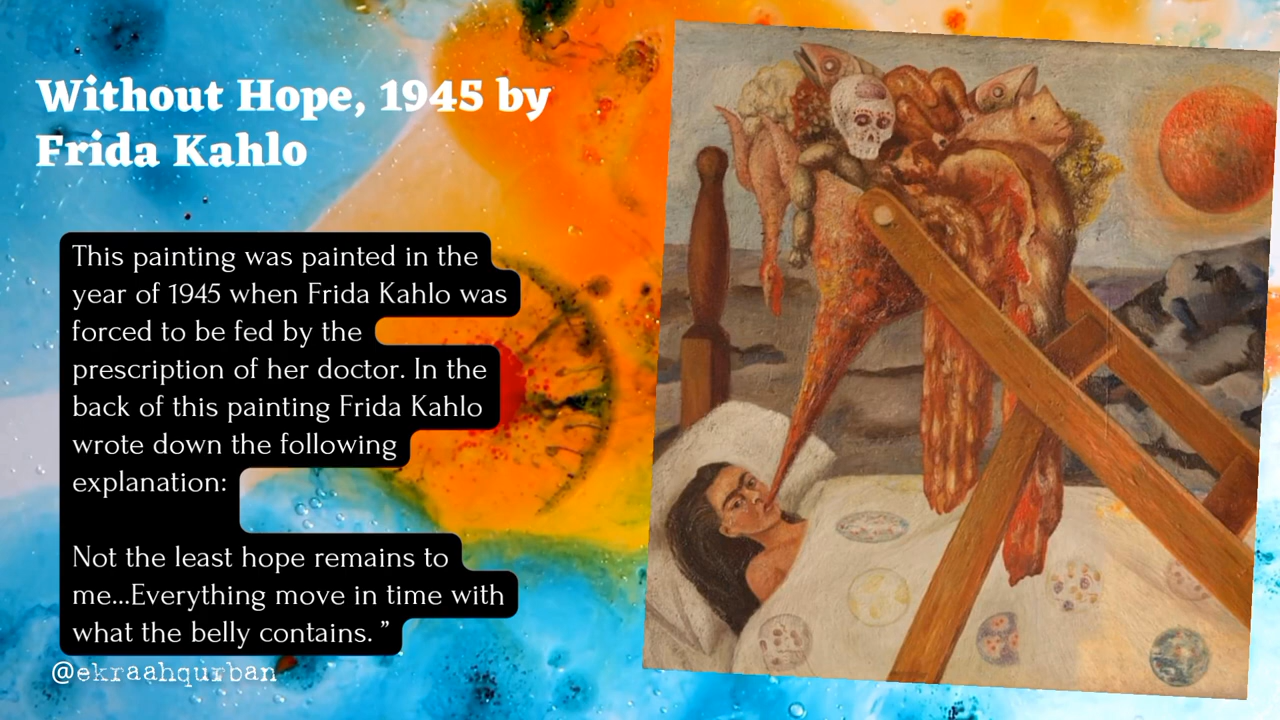 Without Hope, 1945 by
Frida Kahlo
This painting was painted in the
year of 1945 when Frida Kahlo was
forced to be fed by the
prescription of her doctor. In the
back of this painting Frida Kahlo
wrote down the following
explanation:
Not the least hope remains to
me...Everything move in time with
what the belly contains. ”
@ekraahqurban